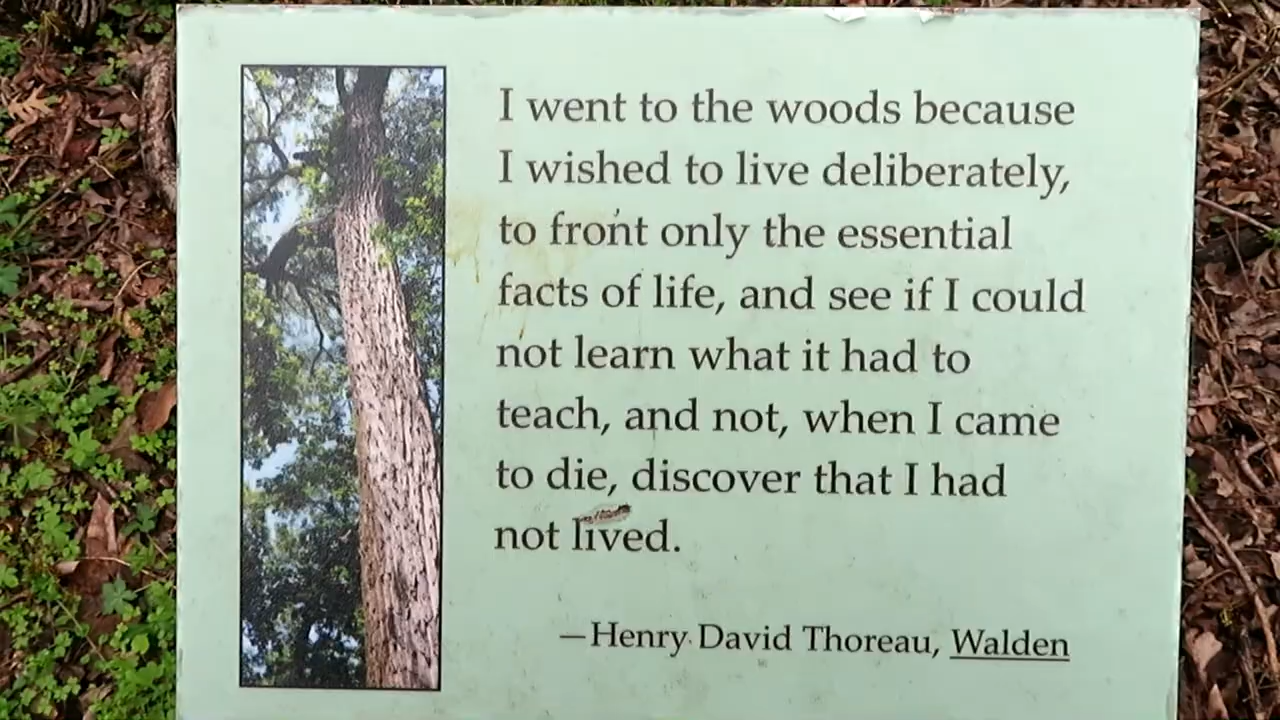 I went to the woods because
I wished to live deliberately,
to front only the essential
facts of life, and see if I could
not learn what it had to
teach, and not, when I came
to die, discover that I had
not lived.
—Henry David Thoreau, Walden